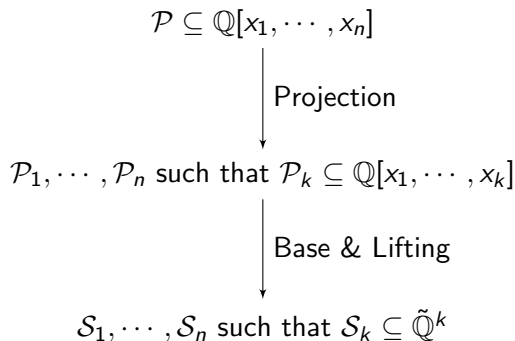 𝒫 ⊆ ℚ[x₁, ⋯ , xₙ]
Projection
𝒫₁, ⋯ , 𝒫ₙ such that 𝒫ₖ ⊆ ℚ[x₁, ⋯ , xₖ]
Base & Lifting
𝒮₁, ⋯ , 𝒮ₙ such that 𝒮ₖ ⊆ ℚ̃ᵏ